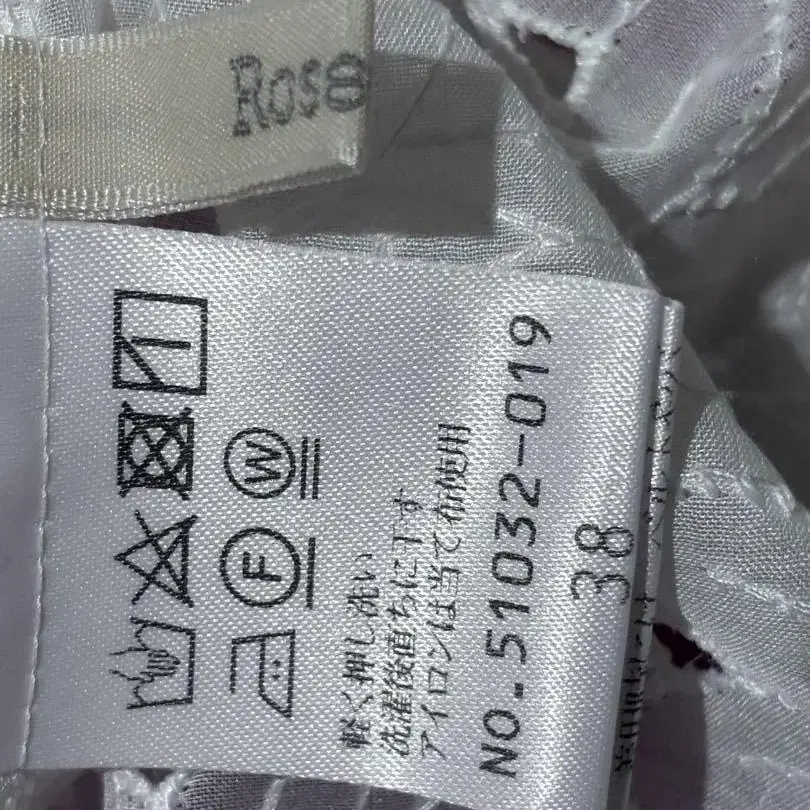 Rose
F
W
軽く押し洗い
洗濯後直ちに干す
アイロンは当て布使用
NO.51032-019
38